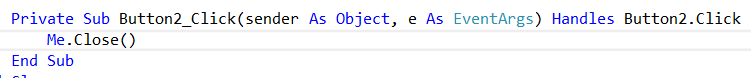 Private Sub Button2_Click(sender As Object, e As EventArgs) Handles Button2.Click
    Me.Close()
End Sub